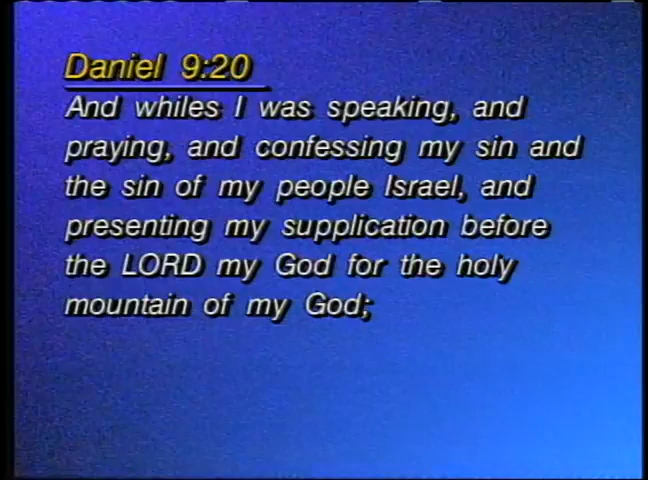 Daniel 9:20
And whiles I was speaking, and
praying, and confessing my sin and
the sin of my people Israel, and
presenting my supplication before
the LORD my God for the holy
mountain of my God;